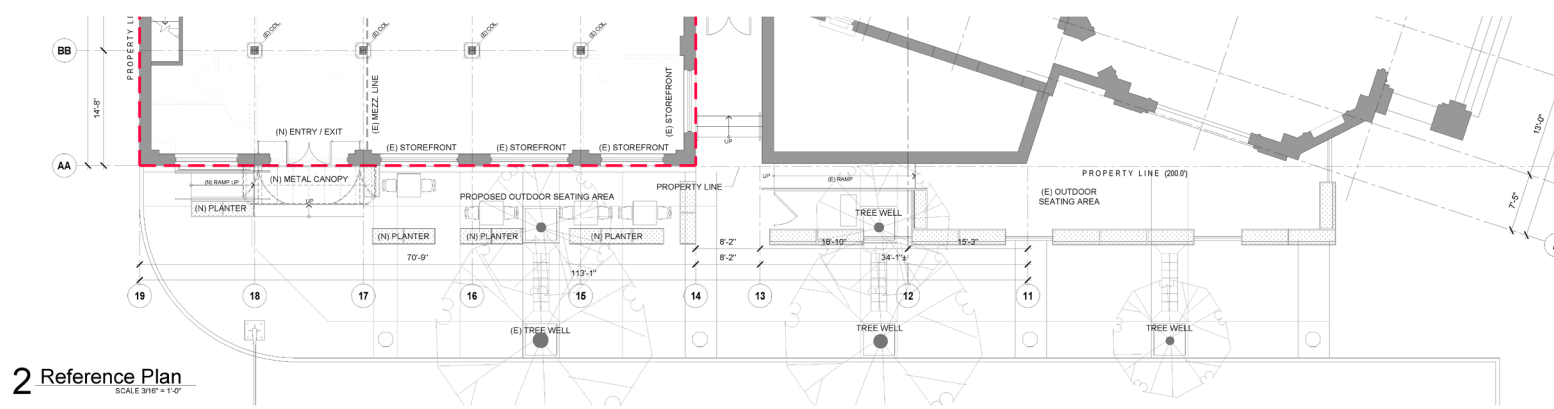 PROPERTY LI
(E) COL.
(E) COL.
(E) COL.
(E) COL.
BB
14'-8"
(E) MEZZ. LINE
(E) STOREFRONT
(N) ENTRY / EXIT
(E) STOREFRONT
(E) STOREFRONT
(E) STOREFRONT
UP
13'-0"
AA
(N) RAMP UP
(N) METAL CANOPY
PROPERTY LINE
UP
(E) RAMP
PROPERTY LINE (200.0')
7'-5"
(E) OUTDOOR
SEATING AREA
UP
PROPOSED OUTDOOR SEATING AREA
(N) PLANTER
TREE WELL
(N) PLANTER
(N) PLANTER
(N) PLANTER
8'-2"
18'-10"
15'-3"
70'-9"
8'-2"
34'-1"±
113'-1"
19
18
17
16
15
14
13
12
11
(E) TREE WELL
TREE WELL
TREE WELL
2 Reference Plan
SCALE 3/16" = 1'-0"